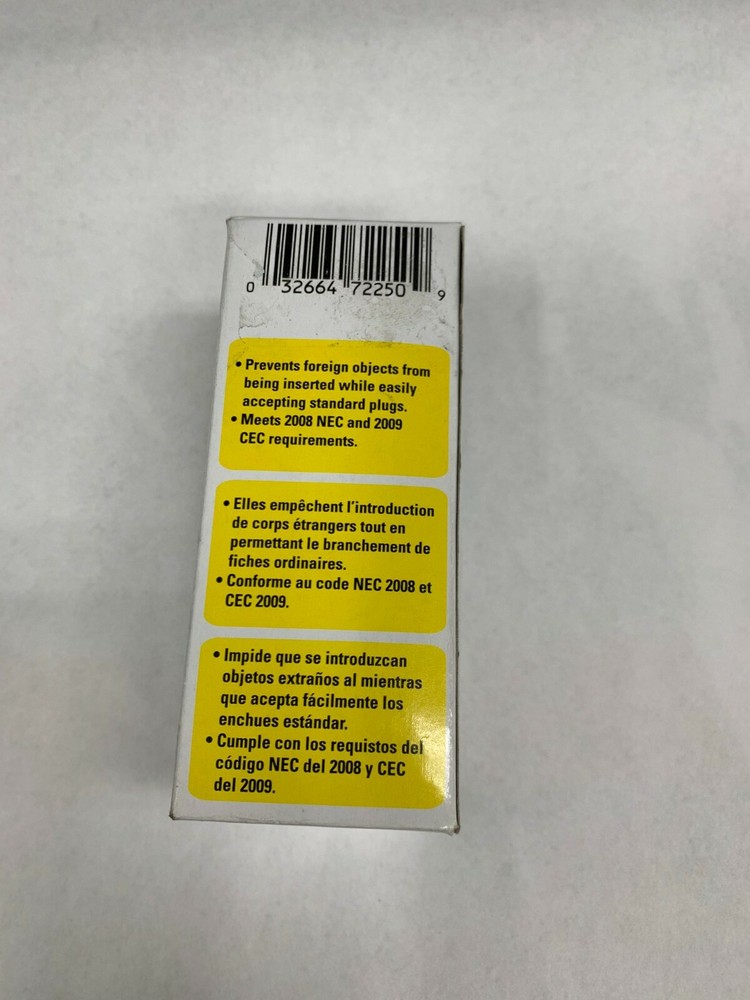 0 32664 72250 9
• Prevents foreign objects from
being inserted while easily
accepting standard plugs.
• Meets 2008 NEC and 2009
CEC requirements.
• Elles empêchent l'introduction
de corps étrangers tout en
permettant le branchement de
fiches ordinaires.
• Conforme au code NEC 2008 et
CEC 2009.
• Impide que se introduzcan
objetos extraños al mientras
que acepta fácilmente los
enchues estándar.
• Cumple con los requistos del
código NEC del 2008 y CEC
del 2009.